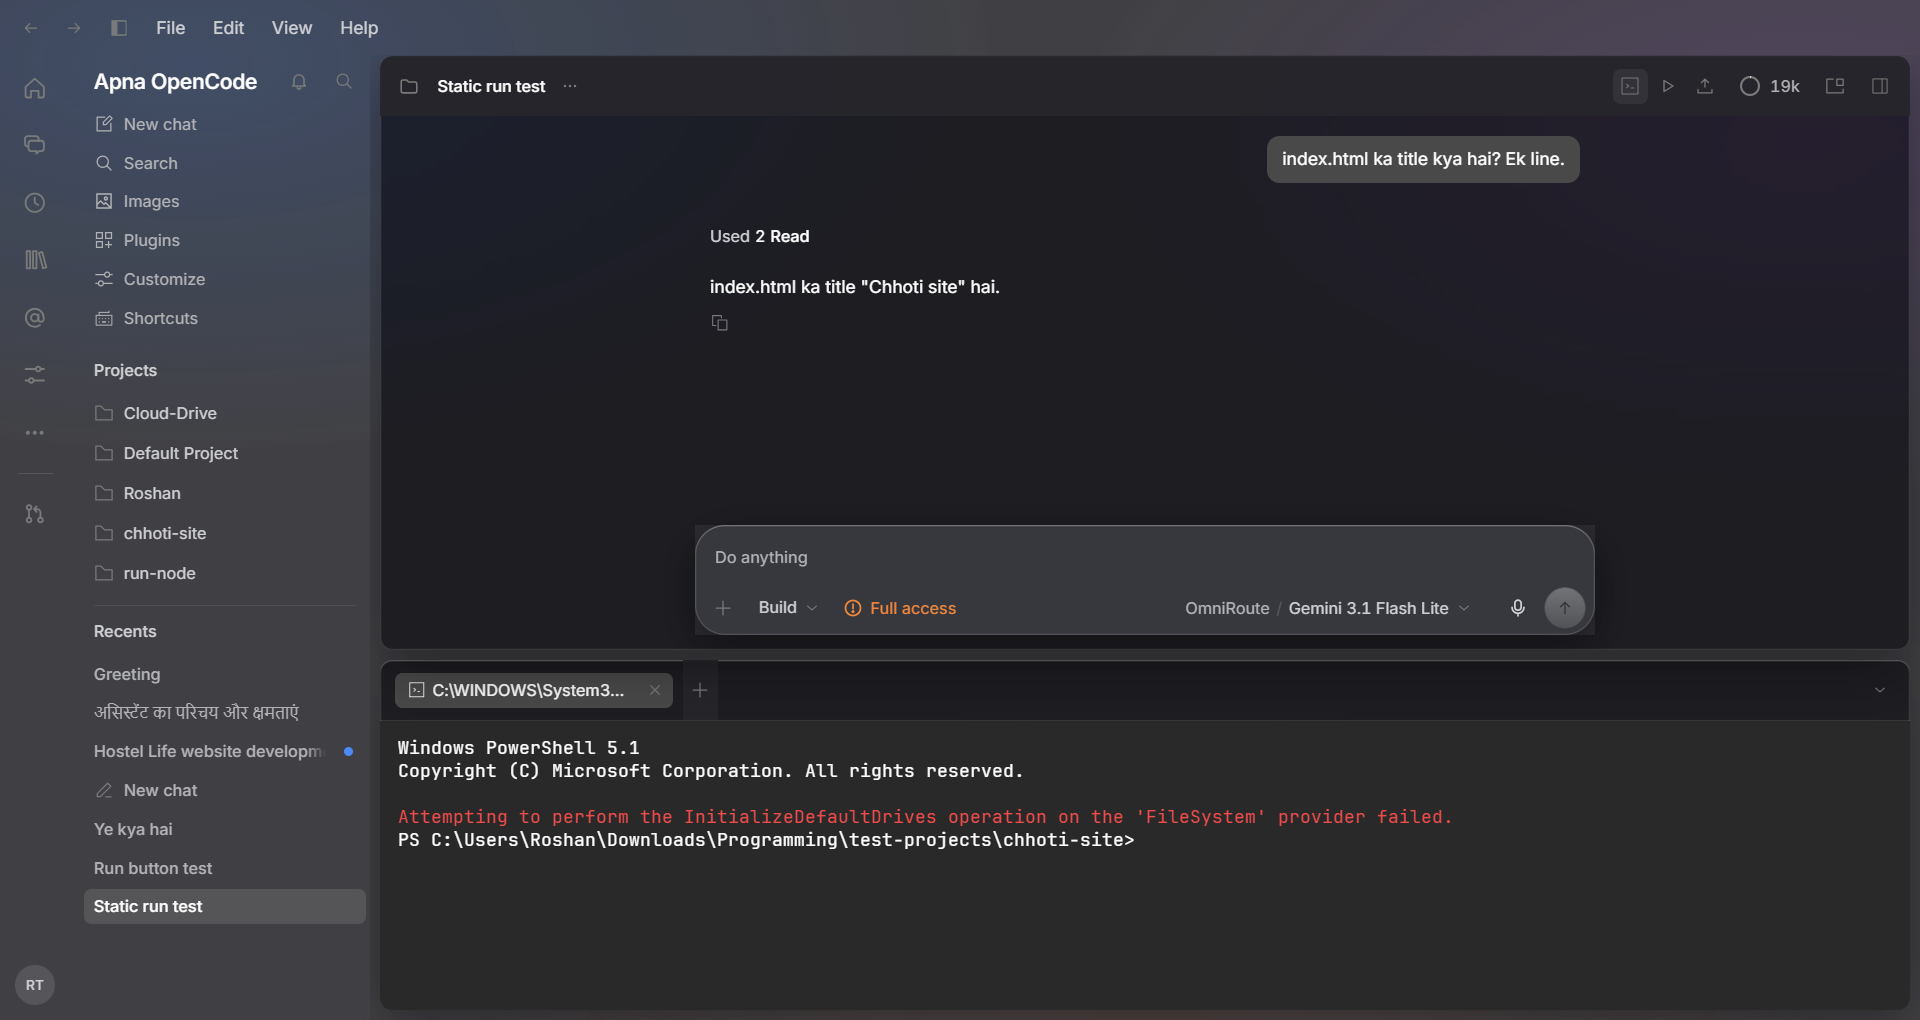 File Edit View Help
Apna OpenCode
New chat
Search
Images
Plugins
Customize
Shortcuts
Projects
Cloud-Drive
Default Project
Roshan
chhoti-site
run-node
Recents
Greeting
असिस्टेंट का परिचय और क्षमताएं
Hostel Life website developm
New chat
Ye kya hai
Run button test
Static run test
RT
Static run test
19k
index.html ka title kya hai? Ek line.
Used 2 Read
index.html ka title "Chhoti site" hai.
Do anything
Build Full access OmniRoute / Gemini 3.1 Flash Lite
C:\WINDOWS\System3...
Windows PowerShell 5.1
Copyright (C) Microsoft Corporation. All rights reserved.
Attempting to perform the InitializeDefaultDrives operation on the 'FileSystem' provider failed.
PS C:\Users\Roshan\Downloads\Programming\test-projects\chhoti-site>